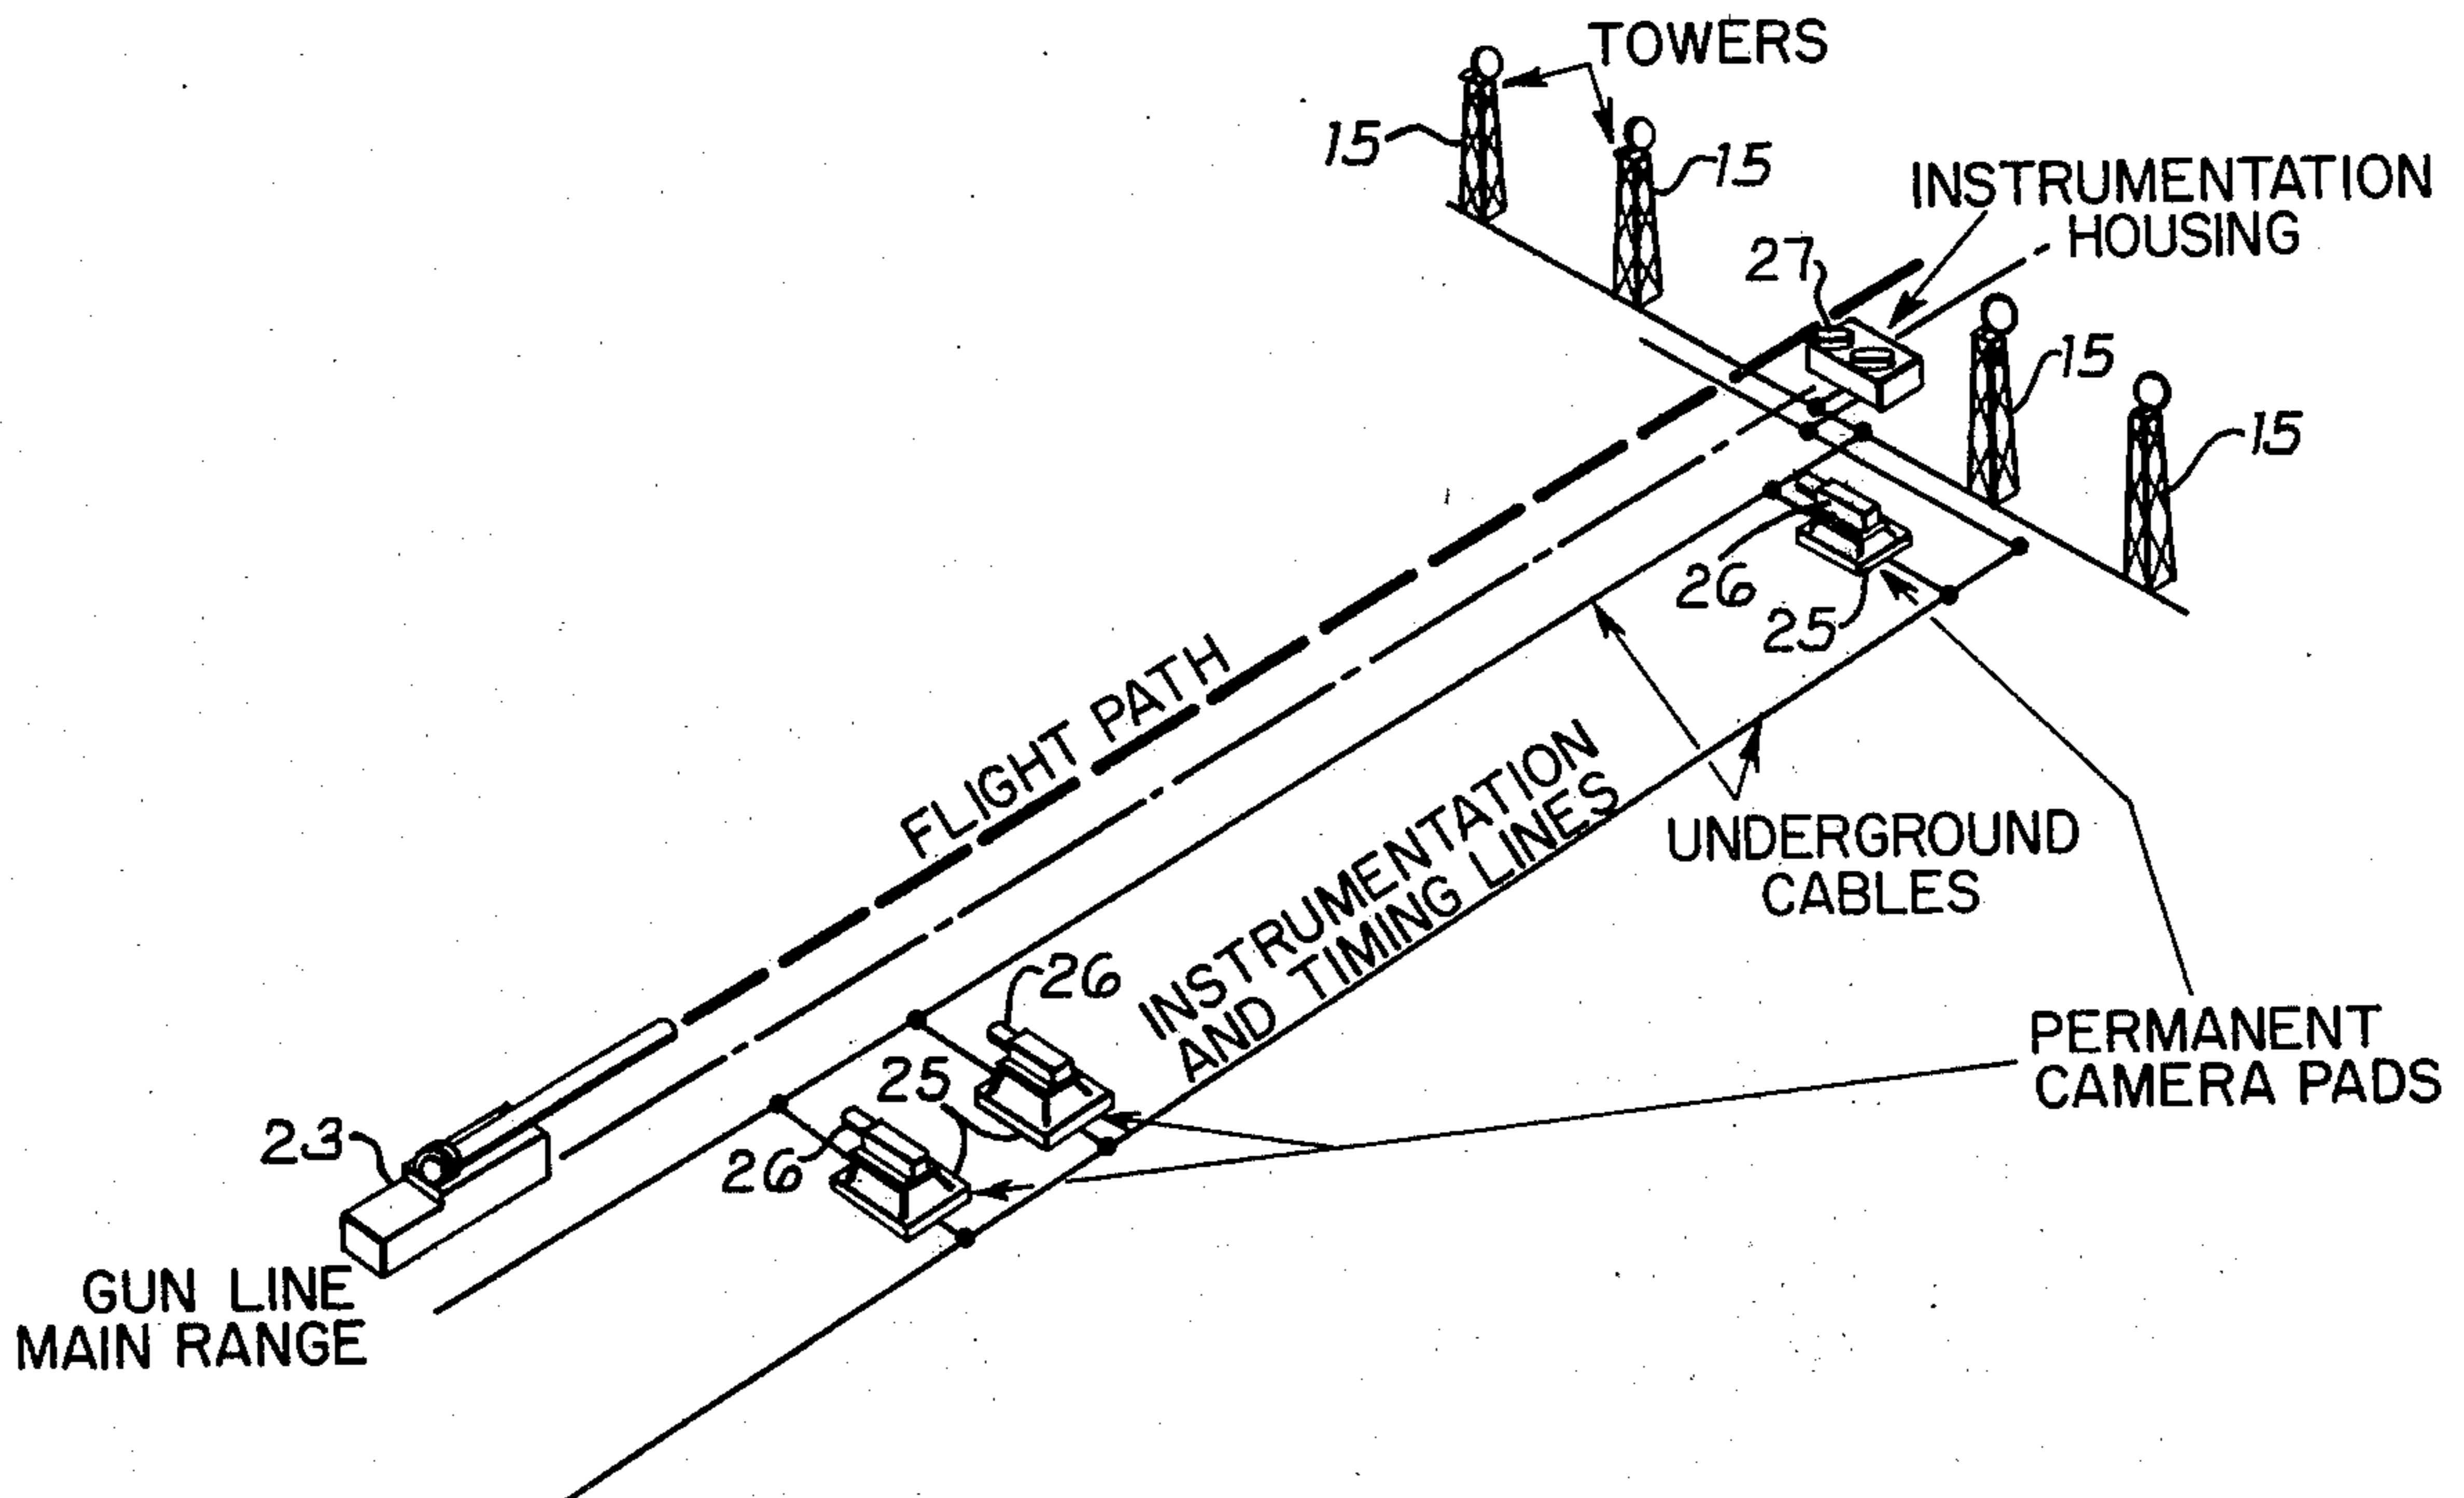 TOWERS
15
15
INSTRUMENTATION
HOUSING
27
15
15
26
25
FLIGHT PATH
INSTRUMENTATION
AND TIMING LINES
UNDERGROUND
CABLES
26
PERMANENT
CAMERA PADS
25
23
26
GUN LINE
MAIN RANGE